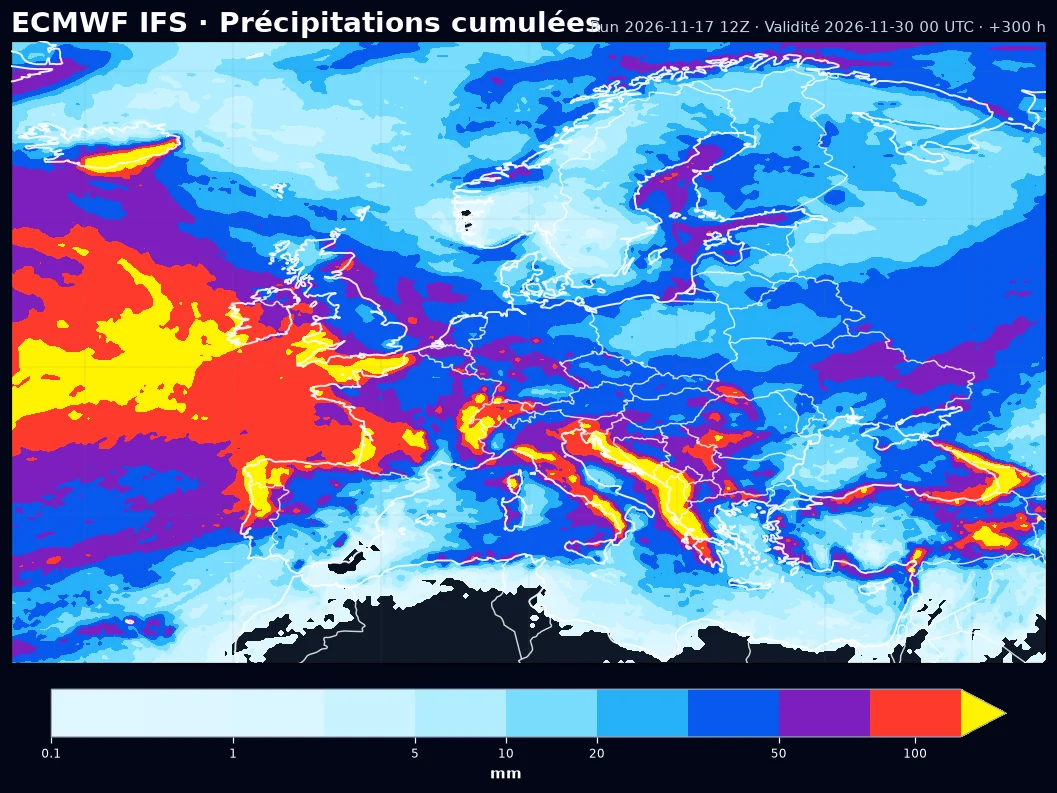 ECMWF IFS · Précipitations cumulées
Run 2026-11-17 12Z · Validité 2026-11-30 00 UTC · +300 h
0.1 1 5 10 20 50 100
mm